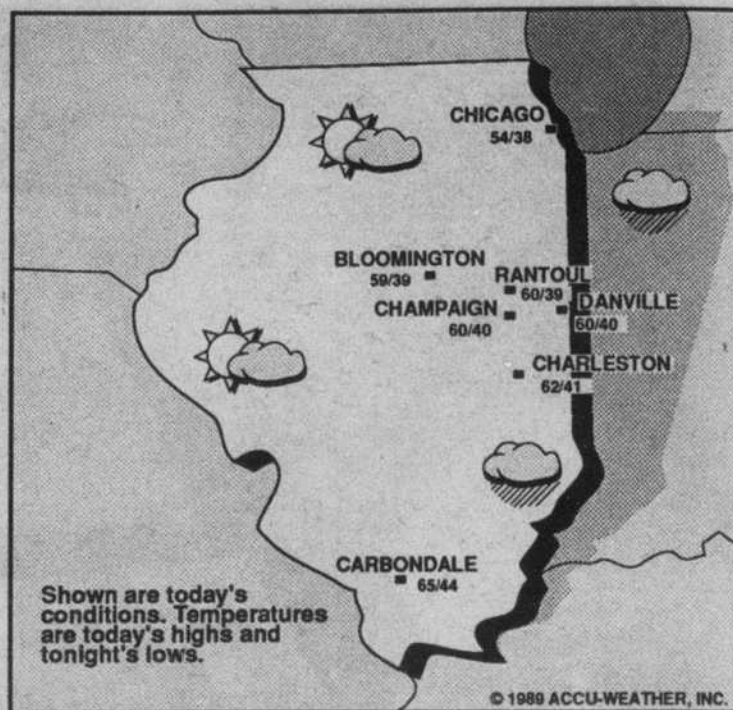 CHICAGO
54/38
BLOOMINGTON
59/39
RANTOUL
60/39
CHAMPAIGN
60/40
DANVILLE
60/40
CHARLESTON
62/41
CARBONDALE
65/44
Shown are today's
conditions. Temperatures
are today's highs and
tonight's lows.
© 1989 ACCU-WEATHER, INC.